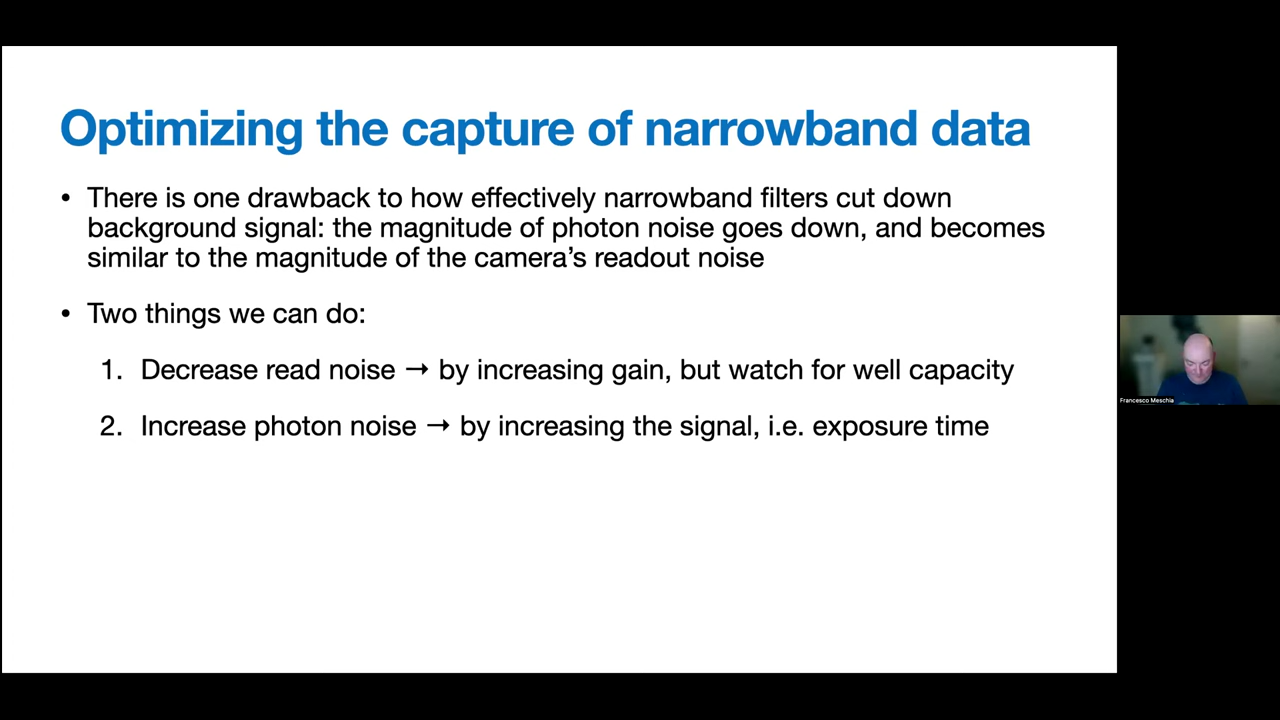 Optimizing the capture of narrowband data
• There is one drawback to how effectively narrowband filters cut down
background signal: the magnitude of photon noise goes down, and becomes
similar to the magnitude of the camera’s readout noise
• Two things we can do:
1. Decrease read noise → by increasing gain, but watch for well capacity
2. Increase photon noise → by increasing the signal, i.e. exposure time
Francesco Meschia